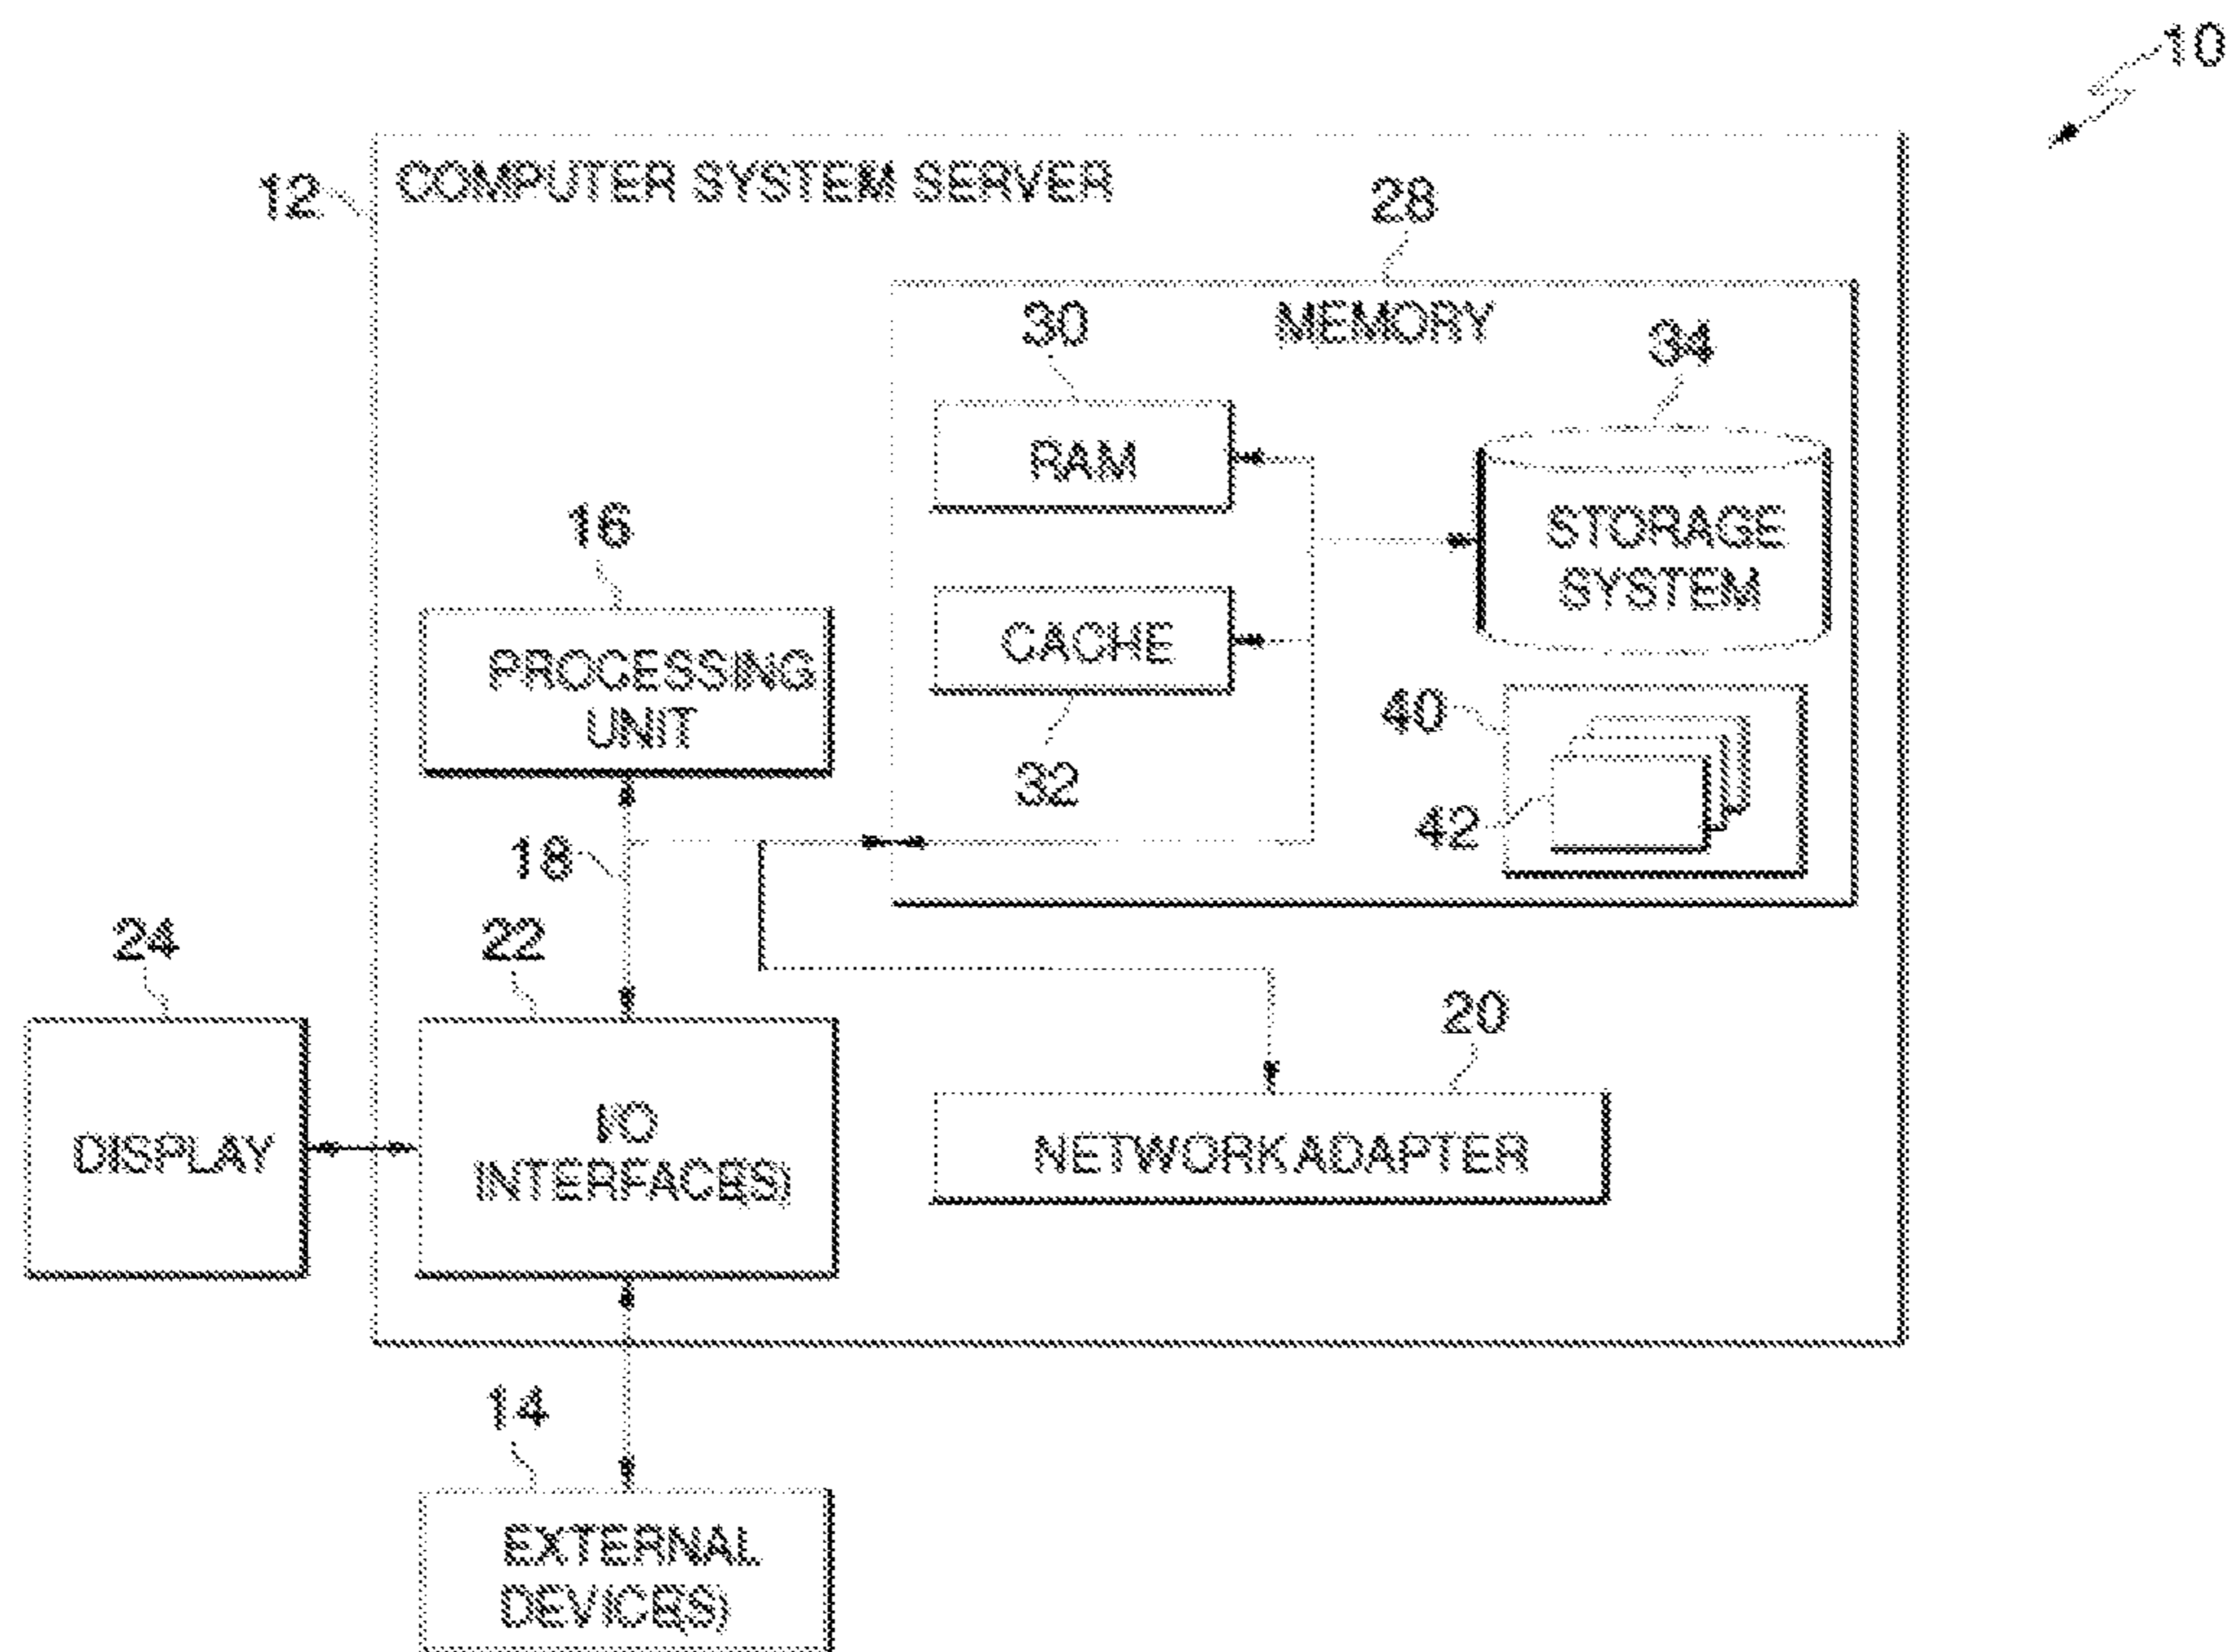 10
12
COMPUTER SYSTEM SERVER
28
MEMORY
30
34
RAM
STORAGE
SYSTEM
16
PROCESSING
UNIT
CACHE
32
40
42
18
24
22
20
DISPLAY
I/O
INTERFACE(S)
NETWORK ADAPTER
14
EXTERNAL
DEVICE(S)